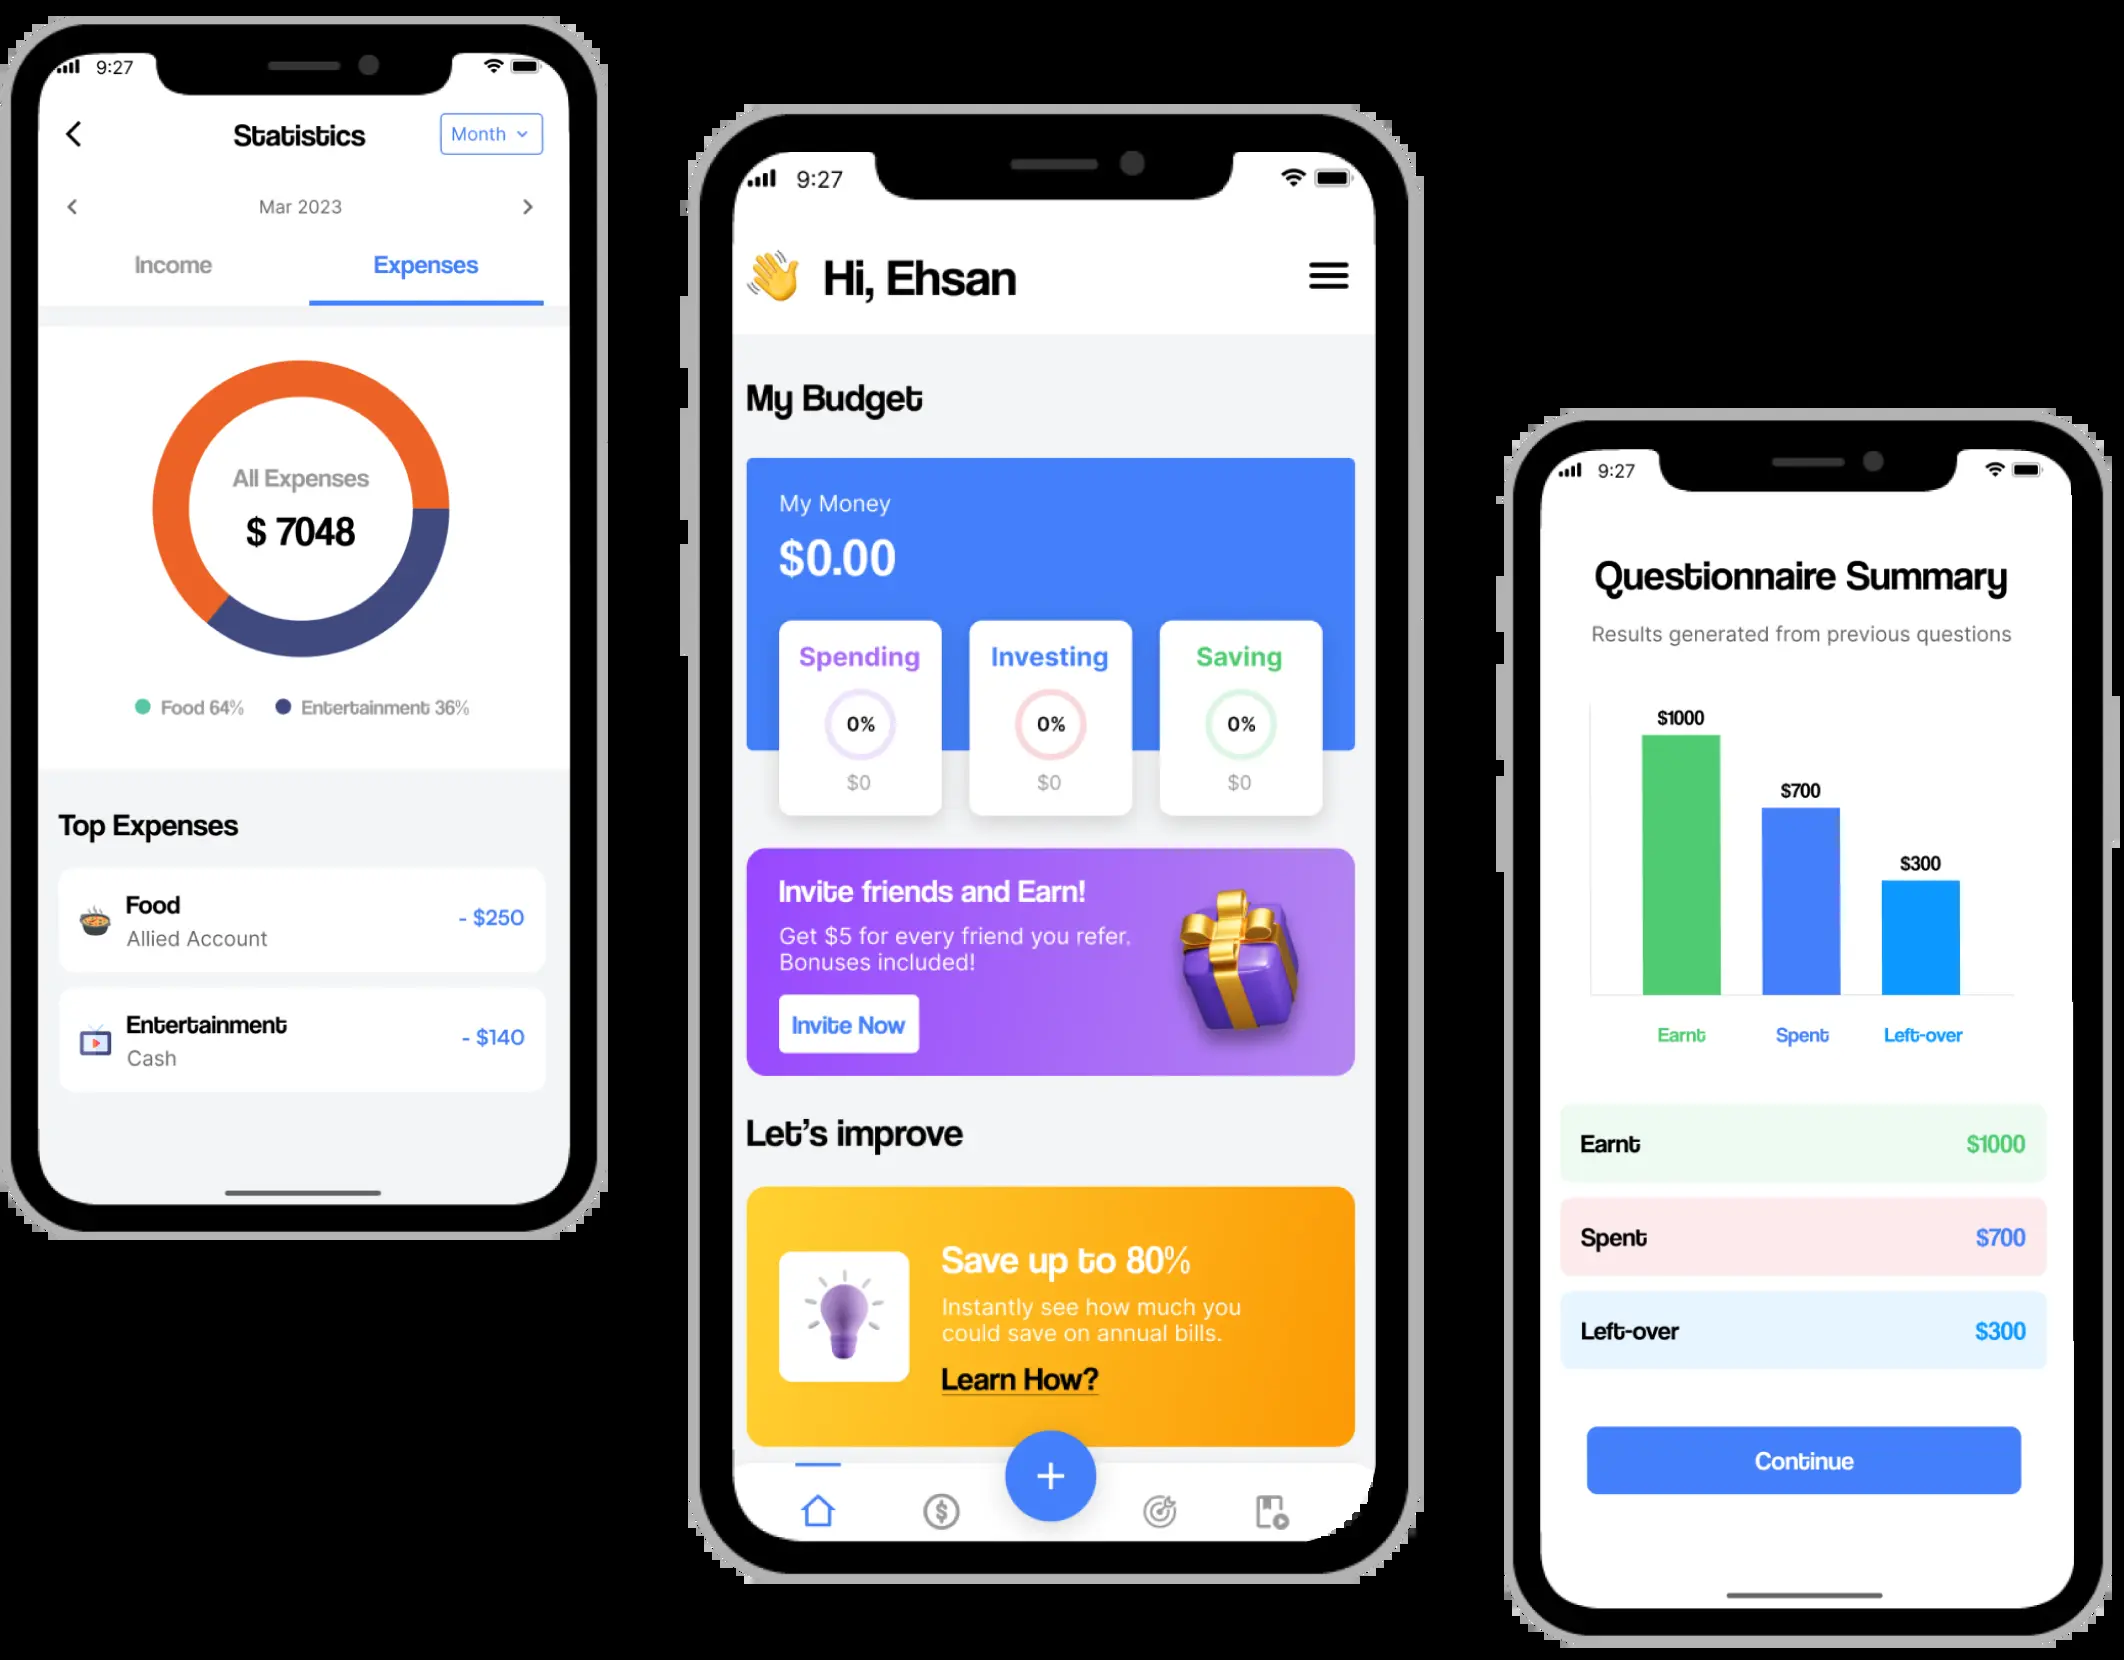 9:27
Statistics
Month
Mar 2023
Income
Expenses
All Expenses
$ 7048
Food 64%
Entertainment 36%
Top Expenses
Food
Allied Account
- $250
Entertainment
Cash
- $140
9:27
Hi, Ehsan
My Budget
My Money
$0.00
Spending
0%
$0
Investing
0%
$0
Saving
0%
$0
Invite friends and Earn!
Get $5 for every friend you refer.
Bonuses included!
Invite Now
Let's improve
Save up to 80%
Instantly see how much you
could save on annual bills.
Learn How?
9:27
Questionnaire Summary
Results generated from previous questions
$1000
$700
$300
Earnt
Spent
Left-over
Earnt
$1000
Spent
$700
Left-over
$300
Continue